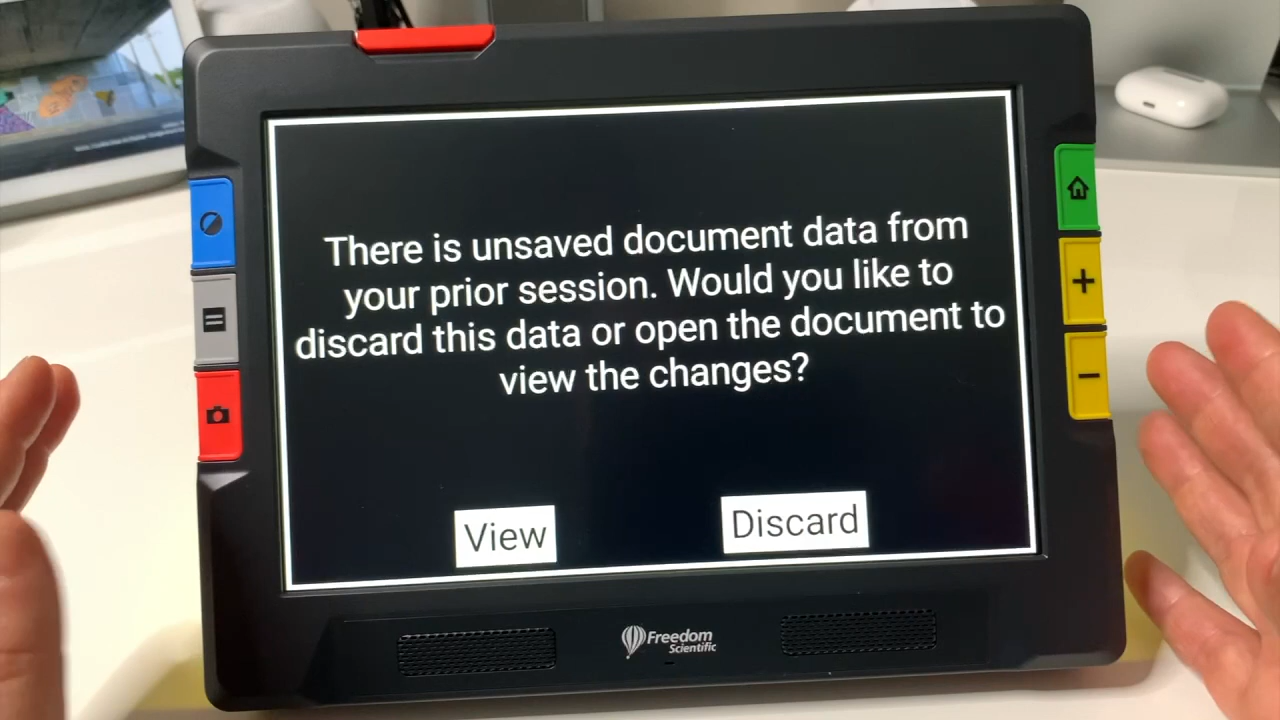 There is unsaved document data from
your prior session. Would you like to
discard this data or open the document to
view the changes?
View
Discard
Freedom
Scientific